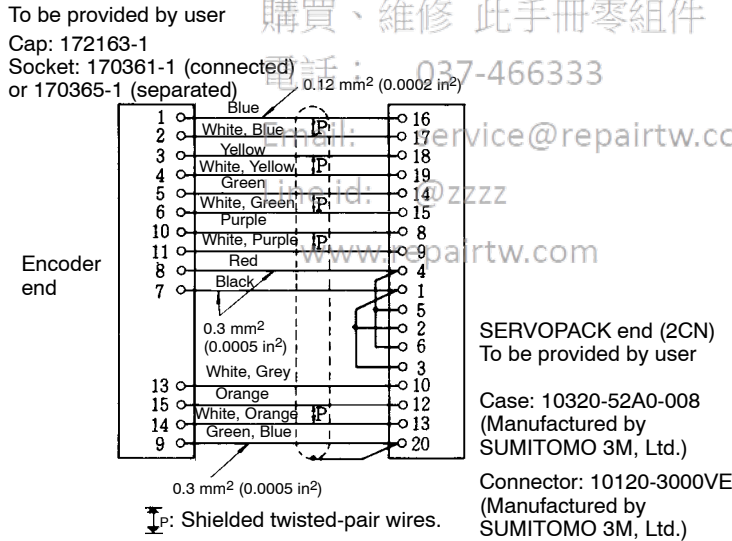 To be provided by user
購買、維修 此手冊零組件
Cap: 172163-1
Socket: 170361-1 (connected)
or 170365-1 (separated)
電話： 037-466333
0.12 mm² (0.0002 in²)
1 Blue 16
2 White, Blue P 17
Email: service@repairtw.cc
3 Yellow 18
4 White, Yellow P 19
5 Green 14
Line id: @zzzz
6 White, Green P 15
10 Purple 8
11 White, Purple P 9
www.repairtw.com
Encoder
end
8 Red 4
7 Black 1
5
2
6
3
0.3 mm²
(0.0005 in²)
SERVOPACK end (2CN)
To be provided by user
13 White, Grey 10
15 Orange 12
14 White, Orange P 13
9 Green, Blue 20
Case: 10320-52A0-008
(Manufactured by
SUMITOMO 3M, Ltd.)
0.3 mm² (0.0005 in²)
Connector: 10120-3000VE
(Manufactured by
SUMITOMO 3M, Ltd.)
P: Shielded twisted-pair wires.